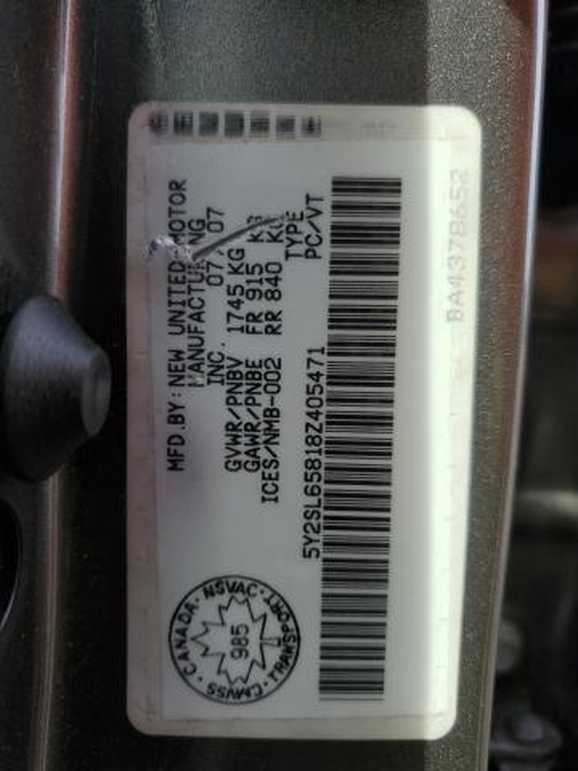 MFD.BY: NEW UNITED MOTOR
MANUFACTURING
INC. 07 / 07
GVWR/PNBV 1745 KG
GAWR/PNBE FR 915 KG
ICES/NMB-002 RR 840 KG
TYPE
5Y2SL65818Z405471 PC/VT
CANADA · NSVAC · TRANSPORT · CMVSS
985
BA4378652